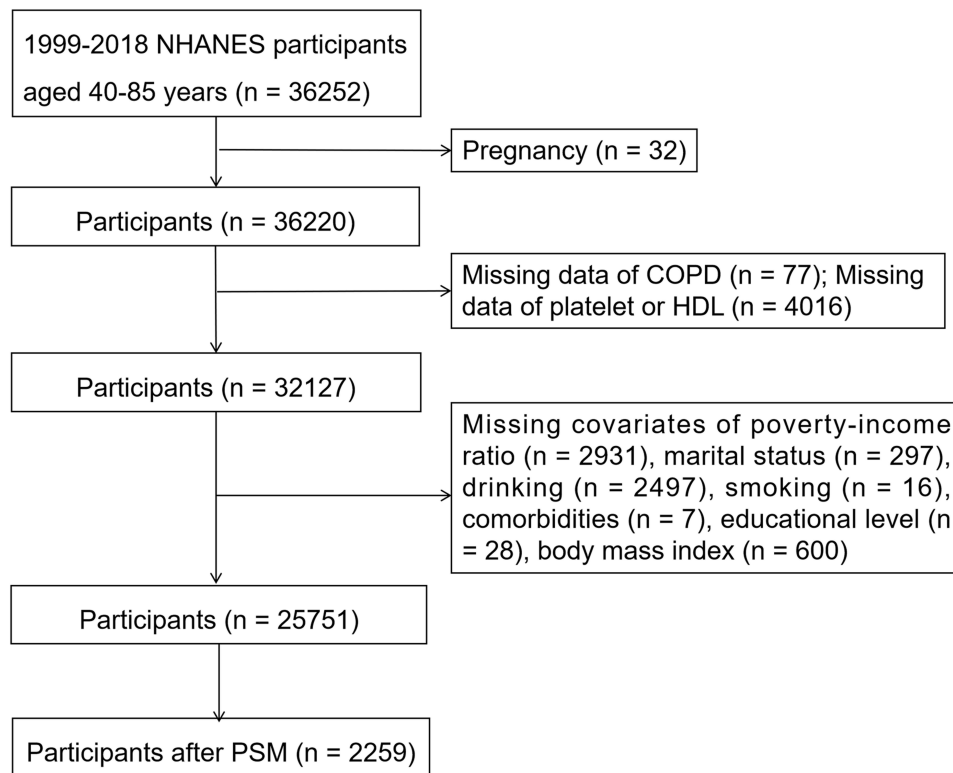 1999-2018 NHANES participants
aged 40-85 years (n = 36252)
Pregnancy (n = 32)
Participants (n = 36220)
Missing data of COPD (n = 77); Missing
data of platelet or HDL (n = 4016)
Participants (n = 32127)
Missing covariates of poverty-income
ratio (n = 2931), marital status (n = 297),
drinking (n = 2497), smoking (n = 16),
comorbidities (n = 7), educational level (n
= 28), body mass index (n = 600)
Participants (n = 25751)
Participants after PSM (n = 2259)